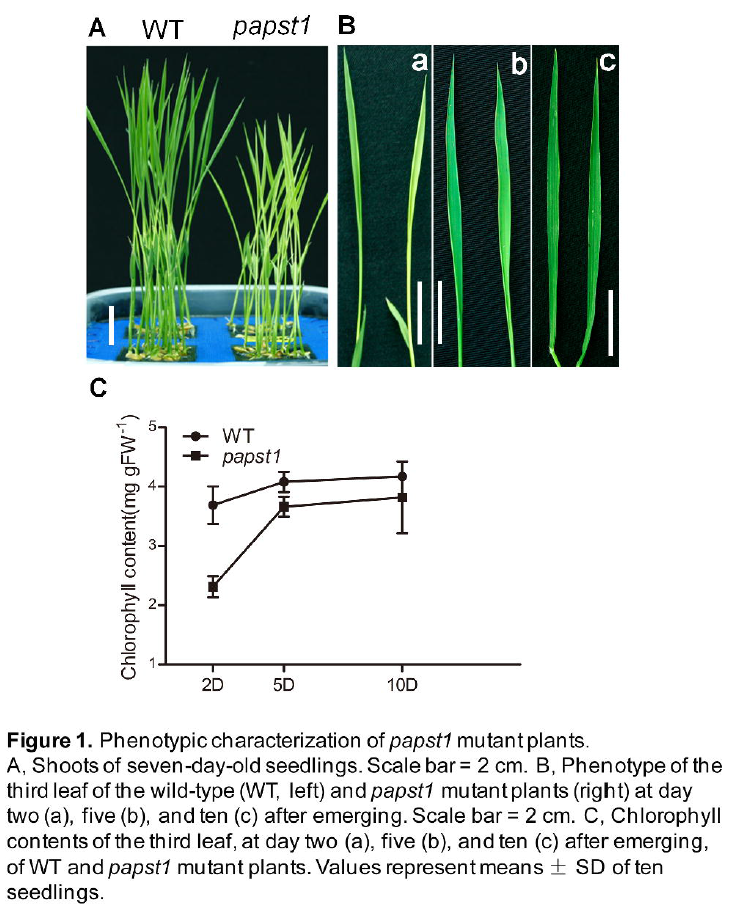 A WT papst1 B
a b c
C
Chlorophyll content(mg gFW-1)
5
4
3
2
1
WT
papst1
2D 5D 10D
Figure 1. Phenotypic characterization of papst1 mutant plants.
A, Shoots of seven-day-old seedlings. Scale bar = 2 cm. B, Phenotype of the
third leaf of the wild-type (WT, left) and papst1 mutant plants (right) at day
two (a), five (b), and ten (c) after emerging. Scale bar = 2 cm. C, Chlorophyll
contents of the third leaf, at day two (a), five (b), and ten (c) after emerging,
of WT and papst1 mutant plants. Values represent means ± SD of ten
seedlings.